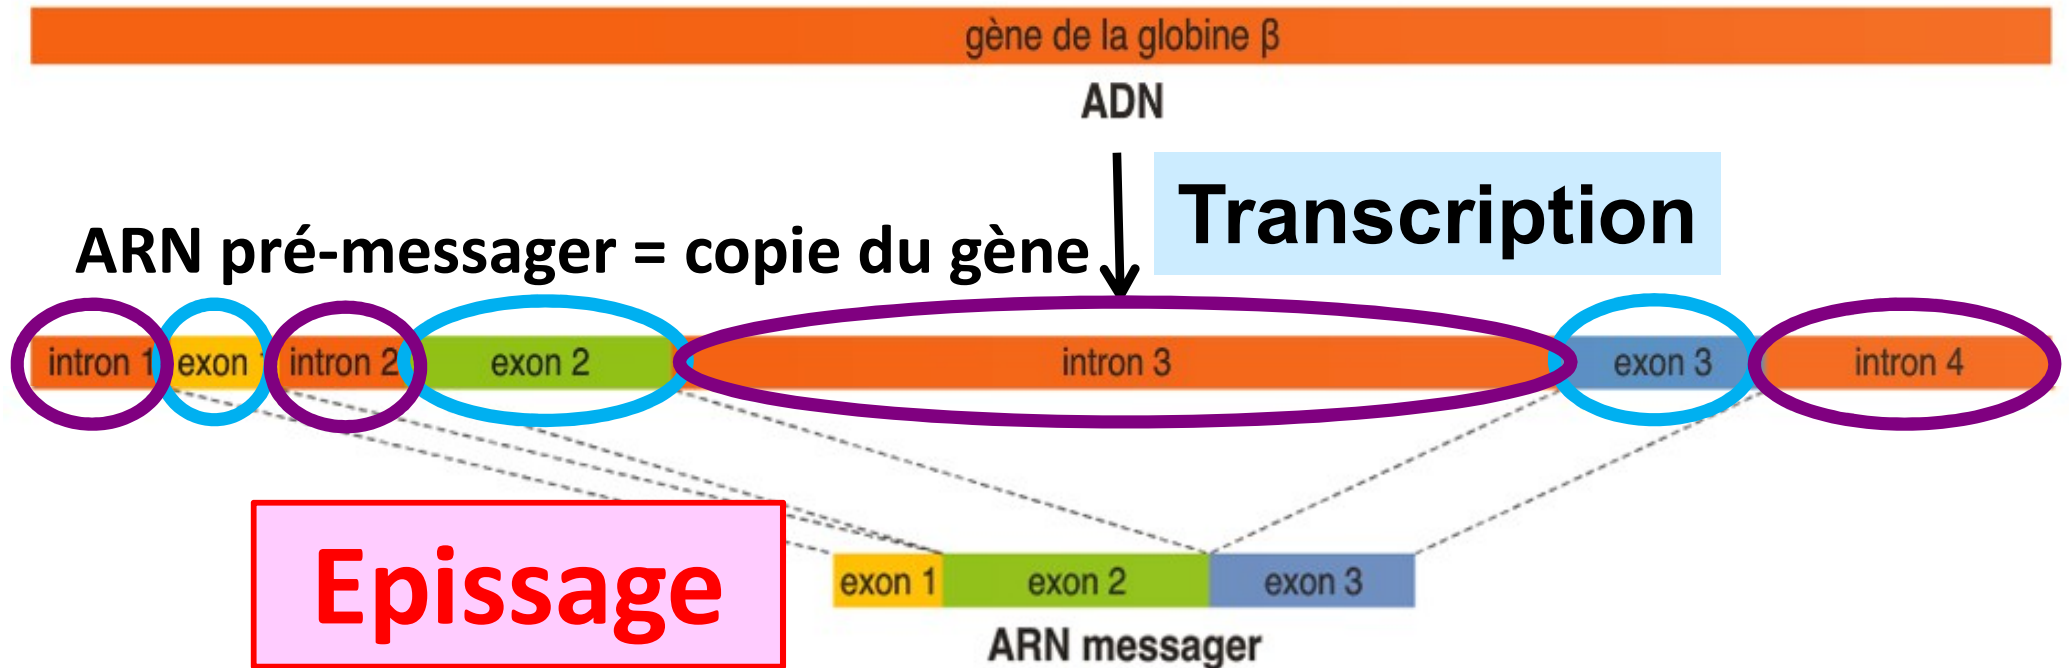 gène de la globine β
ADN
Transcription
ARN pré-messager = copie du gène
intron 1 exon 1 intron 2 exon 2 intron 3 exon 3 intron 4
Epissage
exon 1 exon 2 exon 3
ARN messager